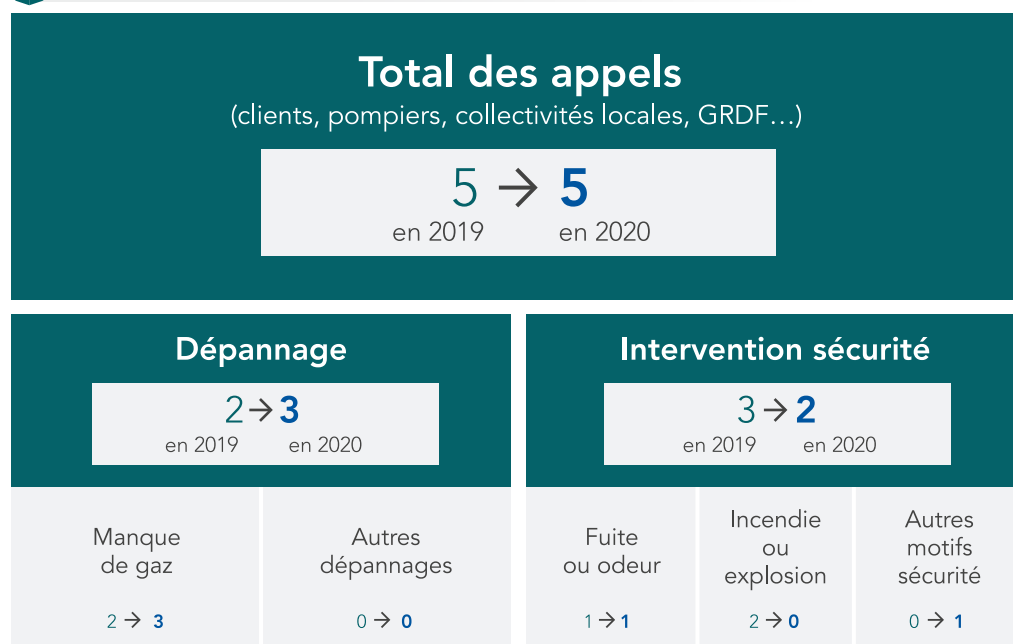 Total des appels
(clients, pompiers, collectivités locales, GRDF...)
5 → 5
en 2019 en 2020
Dépannage
2 → 3
en 2019 en 2020
Manque
de gaz
2 → 3
Autres
dépannages
0 → 0
Intervention sécurité
3 → 2
en 2019 en 2020
Fuite
ou odeur
1 → 1
Incendie
ou
explosion
2 → 0
Autres
motifs
sécurité
0 → 1